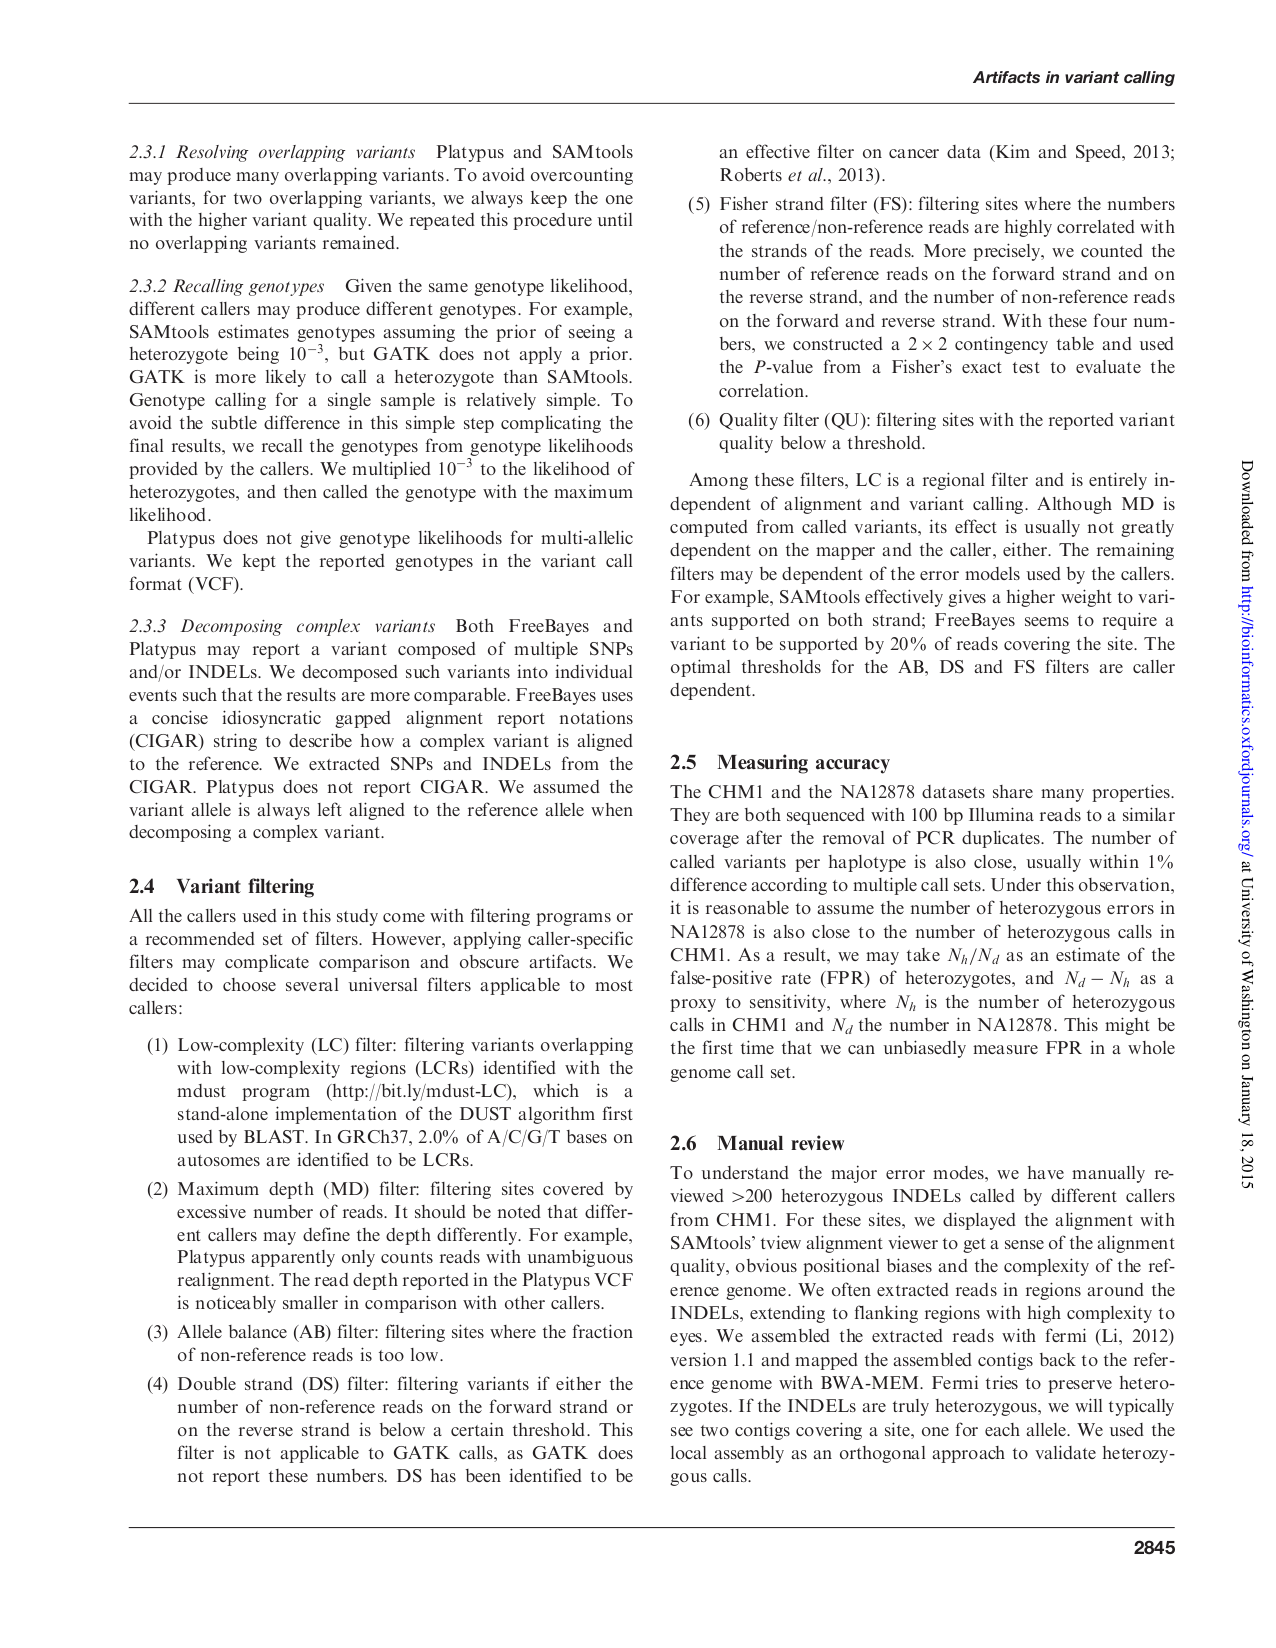 Artifacts in variant calling
2.3.1 Resolving overlapping variants Platypus and SAMtools
may produce many overlapping variants. To avoid overcounting
variants, for two overlapping variants, we always keep the one
with the higher variant quality. We repeated this procedure until
no overlapping variants remained.
2.3.2 Recalling genotypes Given the same genotype likelihood,
different callers may produce different genotypes. For example,
SAMtools estimates genotypes assuming the prior of seeing a
heterozygote being 10⁻³, but GATK does not apply a prior.
GATK is more likely to call a heterozygote than SAMtools.
Genotype calling for a single sample is relatively simple. To
avoid the subtle difference in this simple step complicating the
final results, we recall the genotypes from genotype likelihoods
provided by the callers. We multiplied 10⁻³ to the likelihood of
heterozygotes, and then called the genotype with the maximum
likelihood.
Platypus does not give genotype likelihoods for multi-allelic
variants. We kept the reported genotypes in the variant call
format (VCF).
2.3.3 Decomposing complex variants Both FreeBayes and
Platypus may report a variant composed of multiple SNPs
and/or INDELs. We decomposed such variants into individual
events such that the results are more comparable. FreeBayes uses
a concise idiosyncratic gapped alignment report notations
(CIGAR) string to describe how a complex variant is aligned
to the reference. We extracted SNPs and INDELs from the
CIGAR. Platypus does not report CIGAR. We assumed the
variant allele is always left aligned to the reference allele when
decomposing a complex variant.
2.4 Variant filtering
All the callers used in this study come with filtering programs or
a recommended set of filters. However, applying caller-specific
filters may complicate comparison and obscure artifacts. We
decided to choose several universal filters applicable to most
callers:
(1) Low-complexity (LC) filter: filtering variants overlapping
with low-complexity regions (LCRs) identified with the
mdust program (http://bit.ly/mdust-LC), which is a
stand-alone implementation of the DUST algorithm first
used by BLAST. In GRCh37, 2.0% of A/C/G/T bases on
autosomes are identified to be LCRs.
(2) Maximum depth (MD) filter: filtering sites covered by
excessive number of reads. It should be noted that differ-
ent callers may define the depth differently. For example,
Platypus apparently only counts reads with unambiguous
realignment. The read depth reported in the Platypus VCF
is noticeably smaller in comparison with other callers.
(3) Allele balance (AB) filter: filtering sites where the fraction
of non-reference reads is too low.
(4) Double strand (DS) filter: filtering variants if either the
number of non-reference reads on the forward strand or
on the reverse strand is below a certain threshold. This
filter is not applicable to GATK calls, as GATK does
not report these numbers. DS has been identified to be
an effective filter on cancer data (Kim and Speed, 2013;
Roberts et al., 2013).
(5) Fisher strand filter (FS): filtering sites where the numbers
of reference/non-reference reads are highly correlated with
the strands of the reads. More precisely, we counted the
number of reference reads on the forward strand and on
the reverse strand, and the number of non-reference reads
on the forward and reverse strand. With these four num-
bers, we constructed a 2 × 2 contingency table and used
the P-value from a Fisher's exact test to evaluate the
correlation.
(6) Quality filter (QU): filtering sites with the reported variant
quality below a threshold.
Among these filters, LC is a regional filter and is entirely in-
dependent of alignment and variant calling. Although MD is
computed from called variants, its effect is usually not greatly
dependent on the mapper and the caller, either. The remaining
filters may be dependent of the error models used by the callers.
For example, SAMtools effectively gives a higher weight to vari-
ants supported on both strand; FreeBayes seems to require a
variant to be supported by 20% of reads covering the site. The
optimal thresholds for the AB, DS and FS filters are caller
dependent.
2.5 Measuring accuracy
The CHM1 and the NA12878 datasets share many properties.
They are both sequenced with 100 bp Illumina reads to a similar
coverage after the removal of PCR duplicates. The number of
called variants per haplotype is also close, usually within 1%
difference according to multiple call sets. Under this observation,
it is reasonable to assume the number of heterozygous errors in
NA12878 is also close to the number of heterozygous calls in
CHM1. As a result, we may take Nh/Nd as an estimate of the
false-positive rate (FPR) of heterozygotes, and Nd − Nh as a
proxy to sensitivity, where Nh is the number of heterozygous
calls in CHM1 and Nd the number in NA12878. This might be
the first time that we can unbiasedly measure FPR in a whole
genome call set.
2.6 Manual review
To understand the major error modes, we have manually re-
viewed >200 heterozygous INDELs called by different callers
from CHM1. For these sites, we displayed the alignment with
SAMtools' tview alignment viewer to get a sense of the alignment
quality, obvious positional biases and the complexity of the ref-
erence genome. We often extracted reads in regions around the
INDELs, extending to flanking regions with high complexity to
eyes. We assembled the extracted reads with fermi (Li, 2012)
version 1.1 and mapped the assembled contigs back to the refer-
ence genome with BWA-MEM. Fermi tries to preserve hetero-
zygotes. If the INDELs are truly heterozygous, we will typically
see two contigs covering a site, one for each allele. We used the
local assembly as an orthogonal approach to validate heterozy-
gous calls.
2845
Downloaded from http://bioinformatics.oxfordjournals.org/ at University of Washington on January 18, 2015